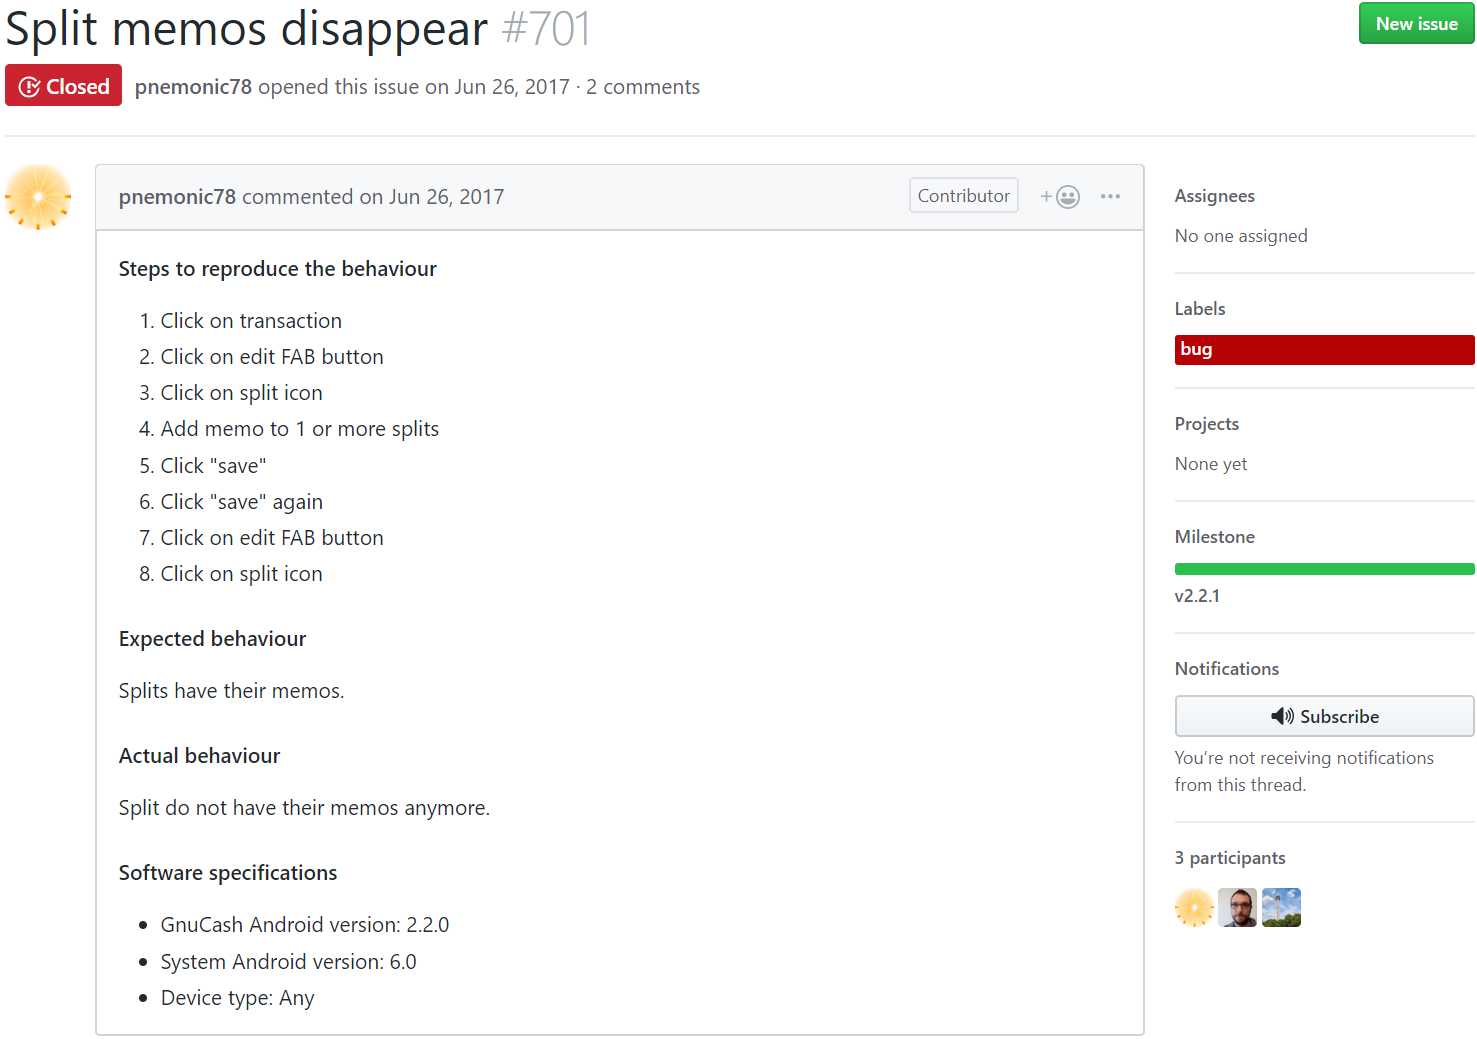 Split memos disappear #701
New issue
Closed
pnemonic78 opened this issue on Jun 26, 2017 · 2 comments
pnemonic78 commented on Jun 26, 2017
Contributor
+
Steps to reproduce the behaviour
1. Click on transaction
2. Click on edit FAB button
3. Click on split icon
4. Add memo to 1 or more splits
5. Click "save"
6. Click "save" again
7. Click on edit FAB button
8. Click on split icon
Expected behaviour
Splits have their memos.
Actual behaviour
Split do not have their memos anymore.
Software specifications
• GnuCash Android version: 2.2.0
• System Android version: 6.0
• Device type: Any
Assignees
No one assigned
Labels
bug
Projects
None yet
Milestone
v2.2.1
Notifications
Subscribe
You’re not receiving notifications
from this thread.
3 participants